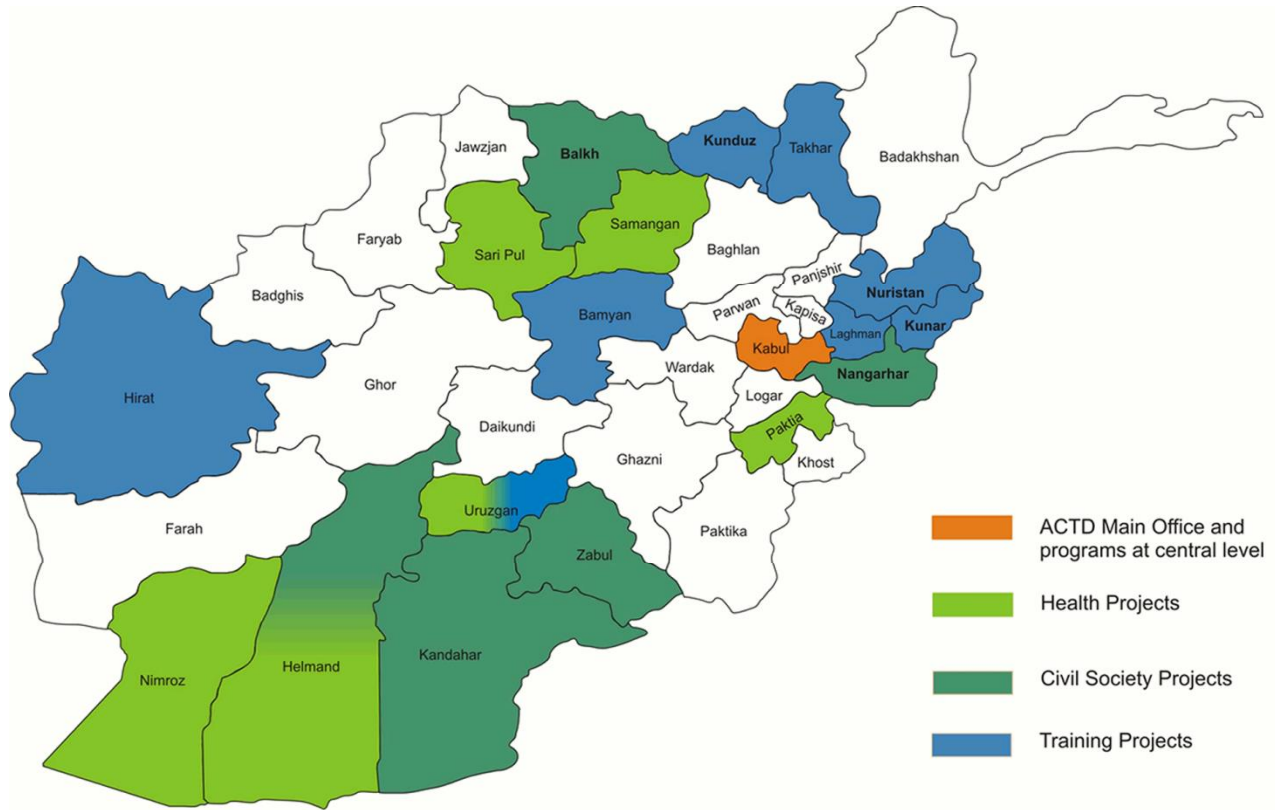 Jawzjan
Balkh
Kunduz
Takhar
Badakhshan
Faryab
Sari Pul
Samangan
Baghlan
Badghis
Panjshir
Nuristan
Bamyan
Parwan
Kapisa
Laghman
Kunar
Kabul
Hirat
Ghor
Wardak
Nangarhar
Logar
Daikundi
Paktia
Ghazni
Khost
Uruzgan
Farah
Paktika
Zabul
Kandahar
Helmand
Nimroz
ACTD Main Office and
programs at central level
Health Projects
Civil Society Projects
Training Projects